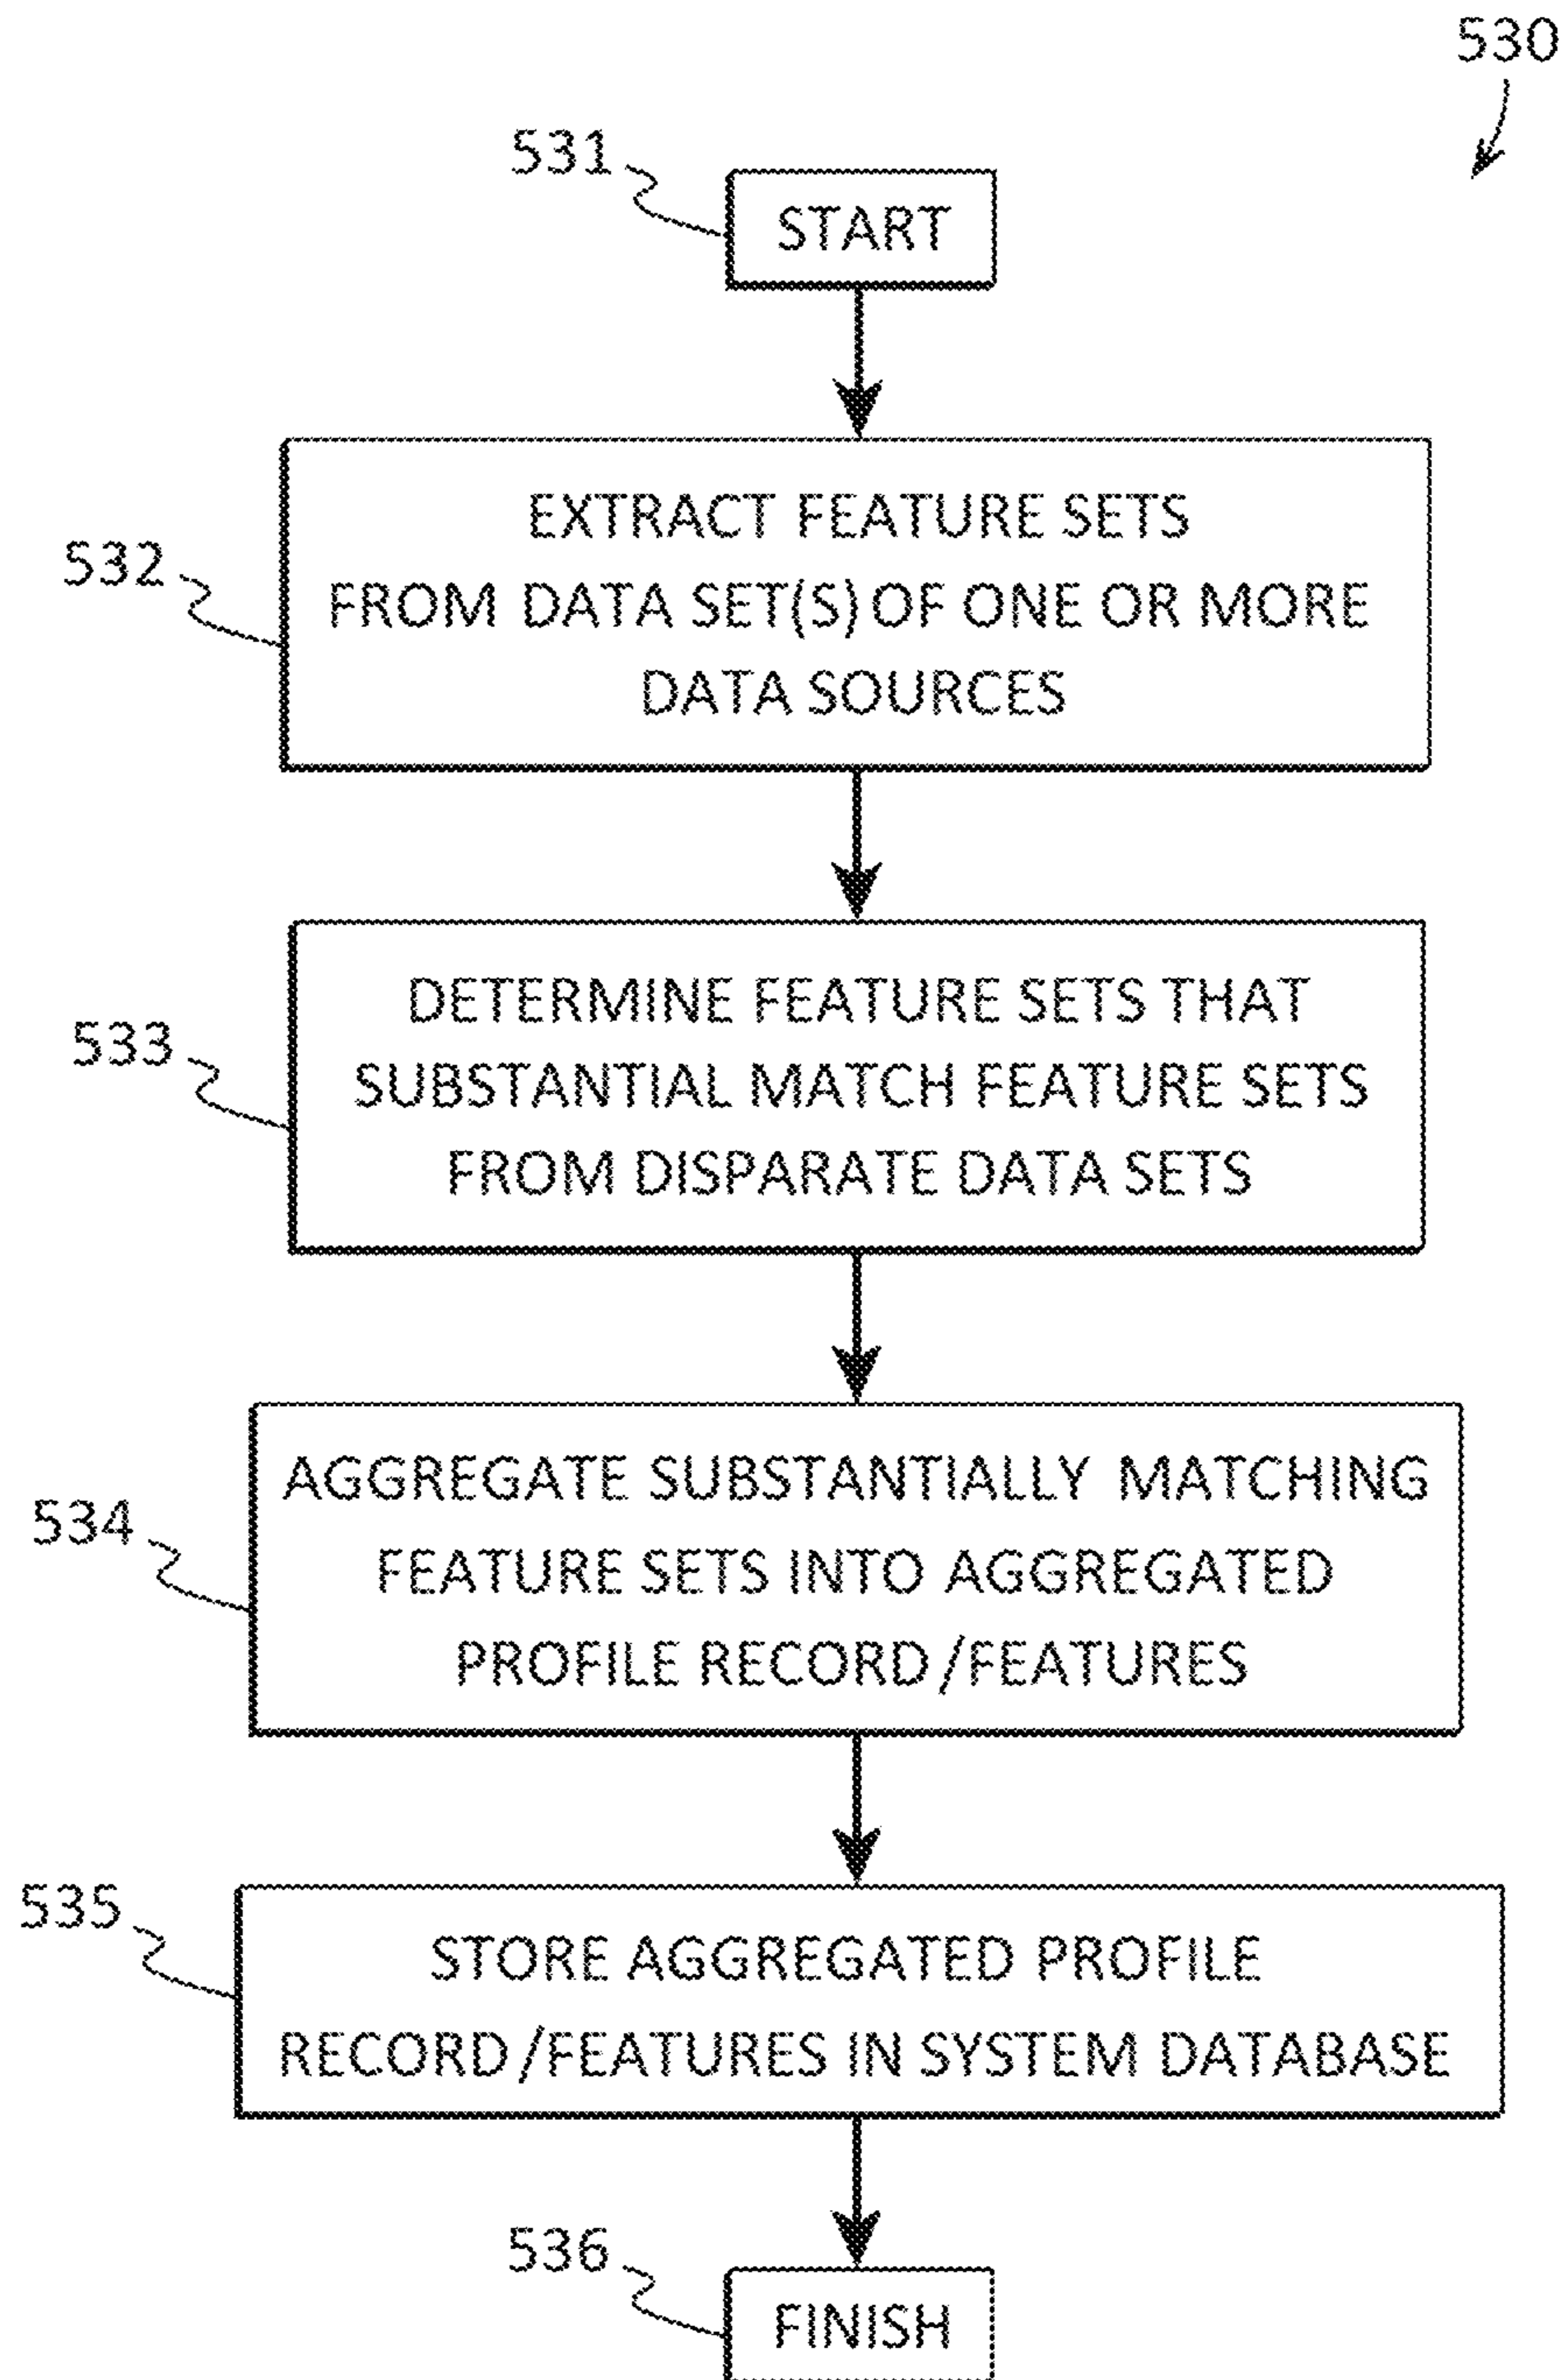 530
531
START
532
EXTRACT FEATURE SETS
FROM DATA SET(S) OF ONE OR MORE
DATA SOURCES
533
DETERMINE FEATURE SETS THAT
SUBSTANTIAL MATCH FEATURE SETS
FROM DISPARATE DATA SETS
534
AGGREGATE SUBSTANTIALLY MATCHING
FEATURE SETS INTO AGGREGATED
PROFILE RECORD/FEATURES
535
STORE AGGREGATED PROFILE
RECORD/FEATURES IN SYSTEM DATABASE
536
FINISH